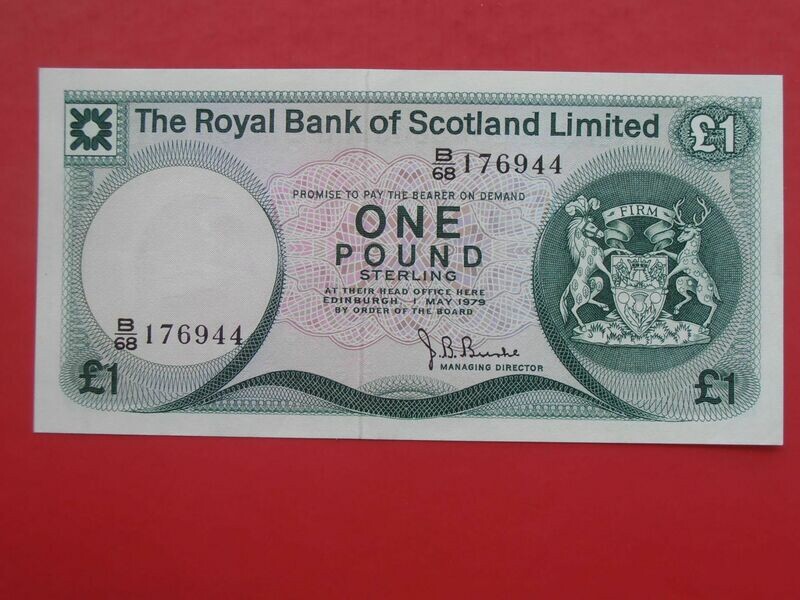 The Royal Bank of Scotland Limited
£1
B/68 176944
PROMISE TO PAY THE BEARER ON DEMAND
ONE
POUND
STERLING
AT THEIR HEAD OFFICE HERE
EDINBURGH, 1 MAY 1979
BY ORDER OF THE BOARD
FIRM
B/68 176944
J.B. Burke
MANAGING DIRECTOR
£1
£1